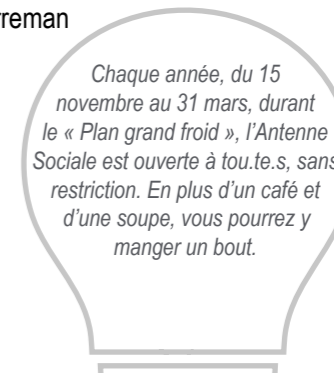 rreman
Chaque année, du 15
novembre au 31 mars, durant
le « Plan grand froid », l’Antenne
Sociale est ouverte à tou.te.s, sans
restriction. En plus d’un café et
d’une soupe, vous pourrez y
manger un bout.